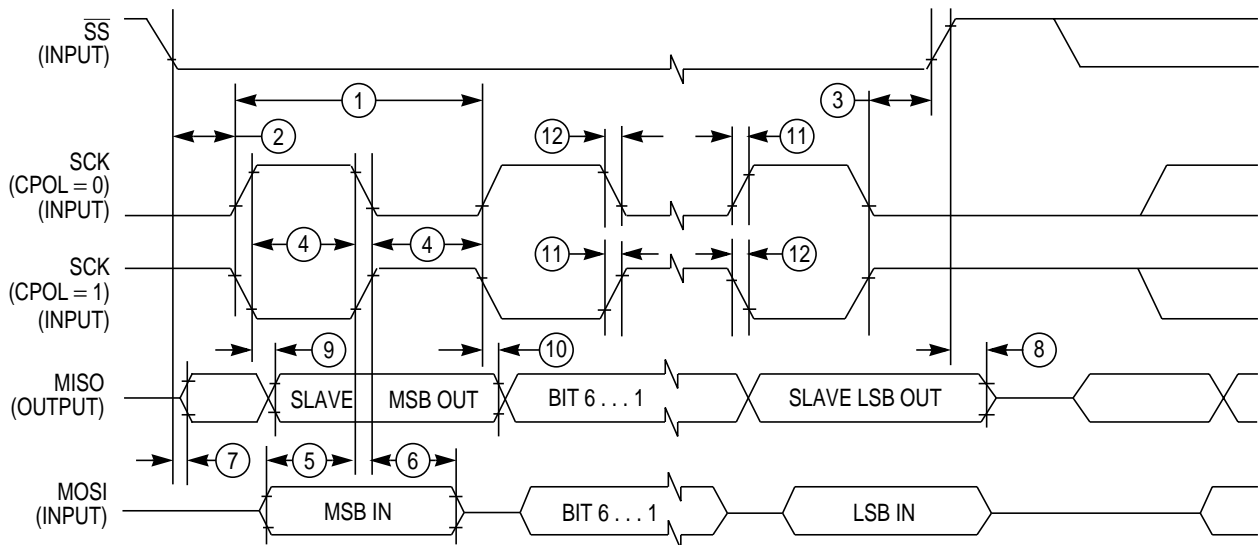 SS
(INPUT)
1
3
2
12
11
SCK
(CPOL = 0)
(INPUT)
4
4
11
12
SCK
(CPOL = 1)
(INPUT)
9
10
8
MISO
(OUTPUT)
SLAVE
MSB OUT
BIT 6 . . . 1
SLAVE LSB OUT
7
5
6
MOSI
(INPUT)
MSB IN
BIT 6 . . . 1
LSB IN